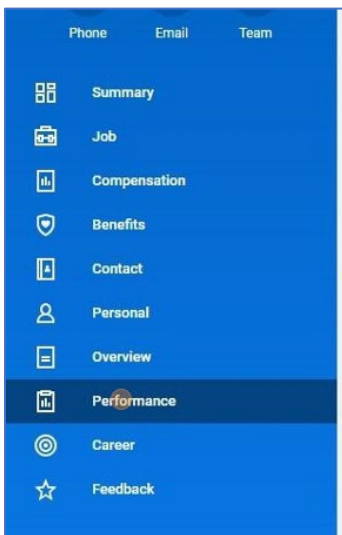 Phone Email Team
Summary
Job
Compensation
Benefits
Contact
Personal
Overview
Performance
Career
Feedback